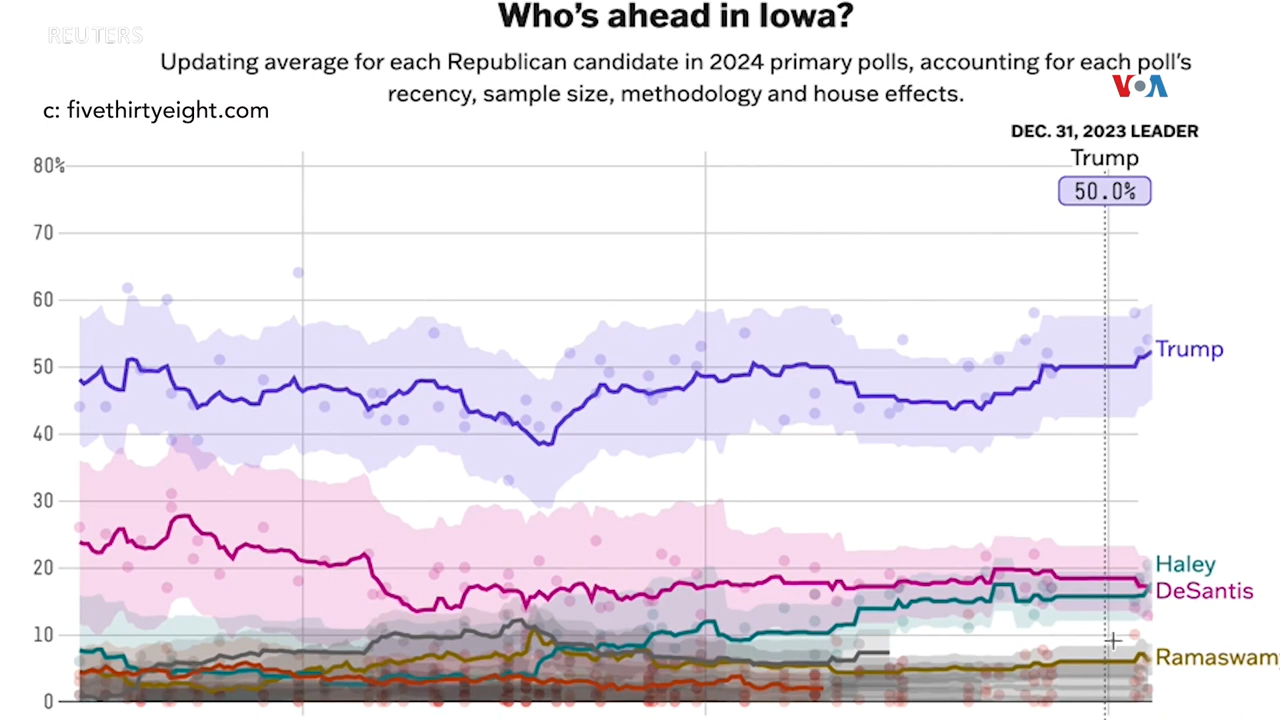 Who's ahead in Iowa?
REUTERS
Updating average for each Republican candidate in 2024 primary polls, accounting for each poll's
recency, sample size, methodology and house effects.
VOA
c: fivethirtyeight.com
DEC. 31, 2023 LEADER
Trump
50.0%
80%
70
60
50
40
30
20
10
0
Trump
Haley
DeSantis
Ramaswam